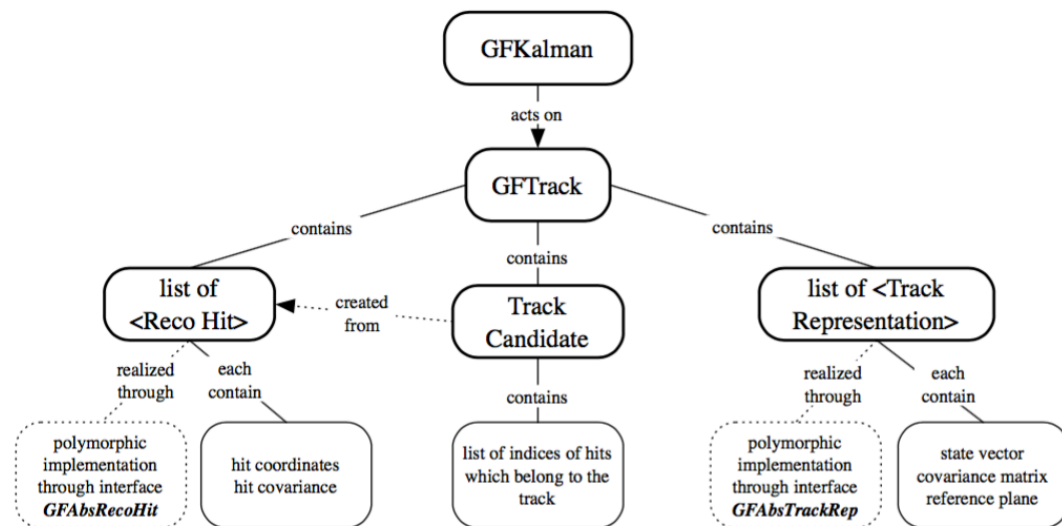 GFKalman
acts on
GFTrack
contains
contains
contains
list of
<Reco Hit>
created
from
Track
Candidate
list of <Track
Representation>
realized
through
each
contain
contains
realized
through
each
contain
polymorphic
implementation
through interface
GFAbsRecoHit
hit coordinates
hit covariance
list of indices of hits
which belong to the
track
polymorphic
implementation
through interface
GFAbsTrackRep
state vector
covariance matrix
reference plane